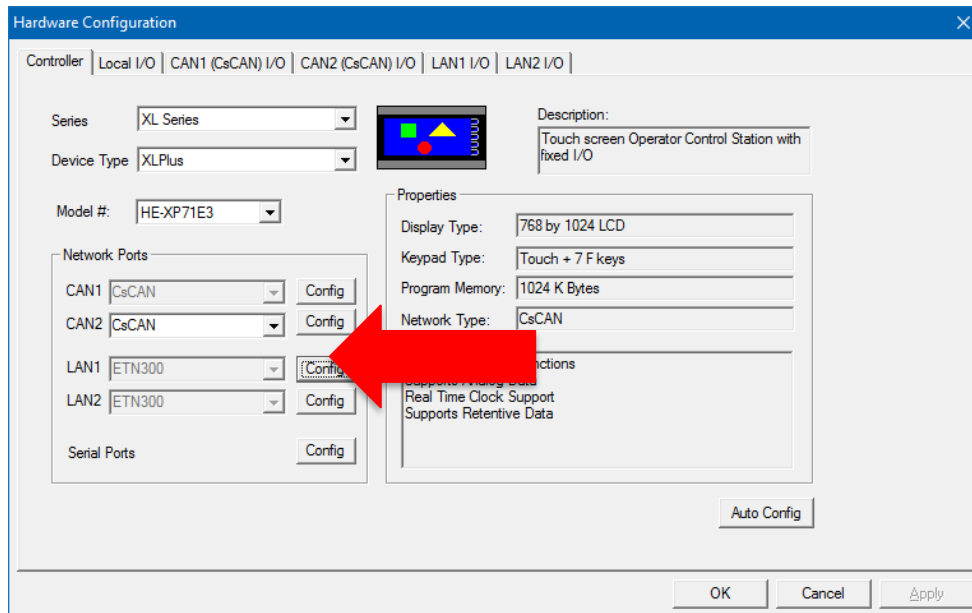 Hardware Configuration
Controller
Local I/O
CAN1 (CsCAN) I/O
CAN2 (CsCAN) I/O
LAN1 I/O
LAN2 I/O
Series
XL Series
Device Type
XLPlus
Description:
Touch screen Operator Control Station with
fixed I/O
Model #:
HE-XP71E3
Properties
Display Type:
768 by 1024 LCD
Keypad Type:
Touch + 7 F keys
Program Memory:
1024 K Bytes
Network Type:
CsCAN
Real Time Clock Support
Supports Retentive Data
Network Ports
CAN1
CsCAN
Config
CAN2
CsCAN
Config
LAN1
ETN300
Config
LAN2
ETN300
Config
Serial Ports
Config
Auto Config
OK
Cancel
Apply